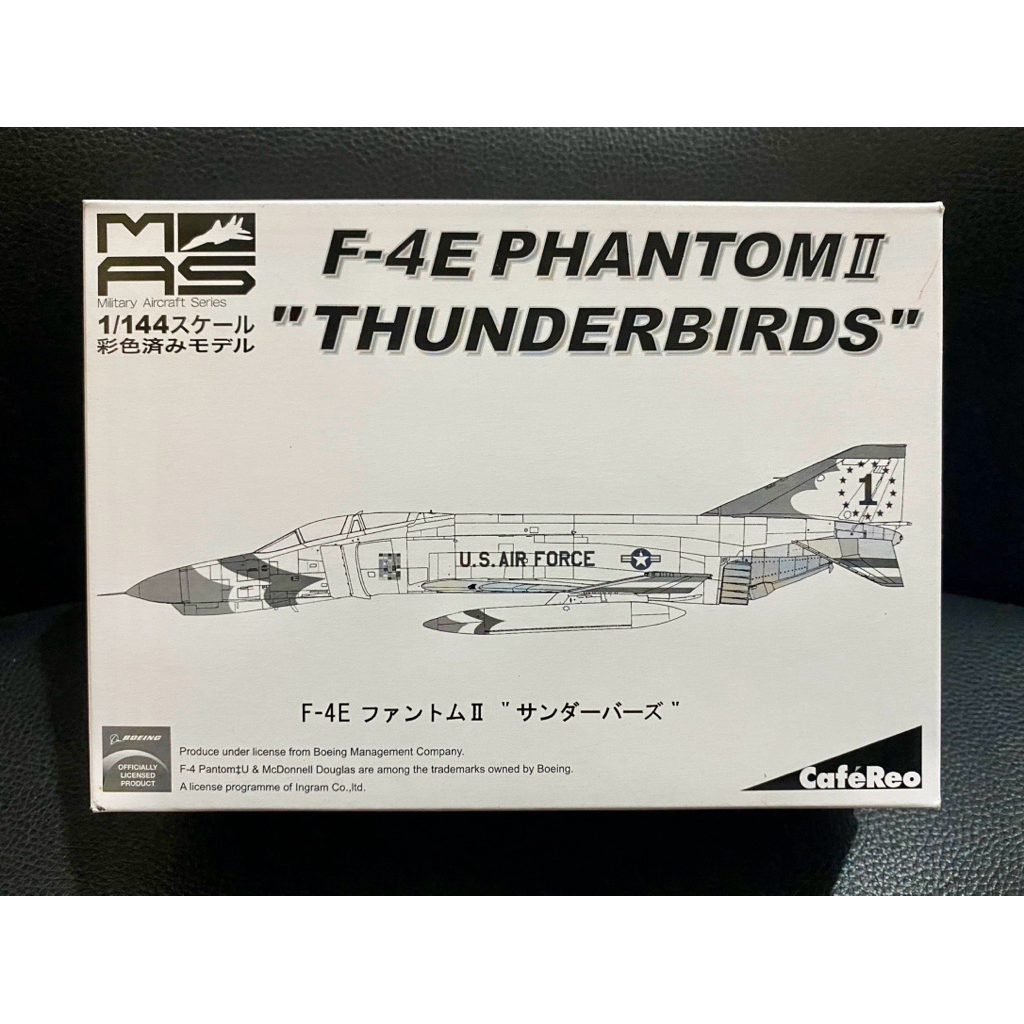 MAS
Military Aircraft Series
1/144スケール
彩色済みモデル
F-4E PHANTOMⅡ
"THUNDERBIRDS"
1
U.S. AIR FORCE
F-4E ファントムⅡ "サンダーバーズ"
BOEING
OFFICIALLY
LICENSED
PRODUCT
Produce under license from Boeing Management Company.
F-4 Pantom‡U & McDonnell Douglas are among the trademarks owned by Boeing.
A license programme of Ingram Co.,ltd.
CaféReo